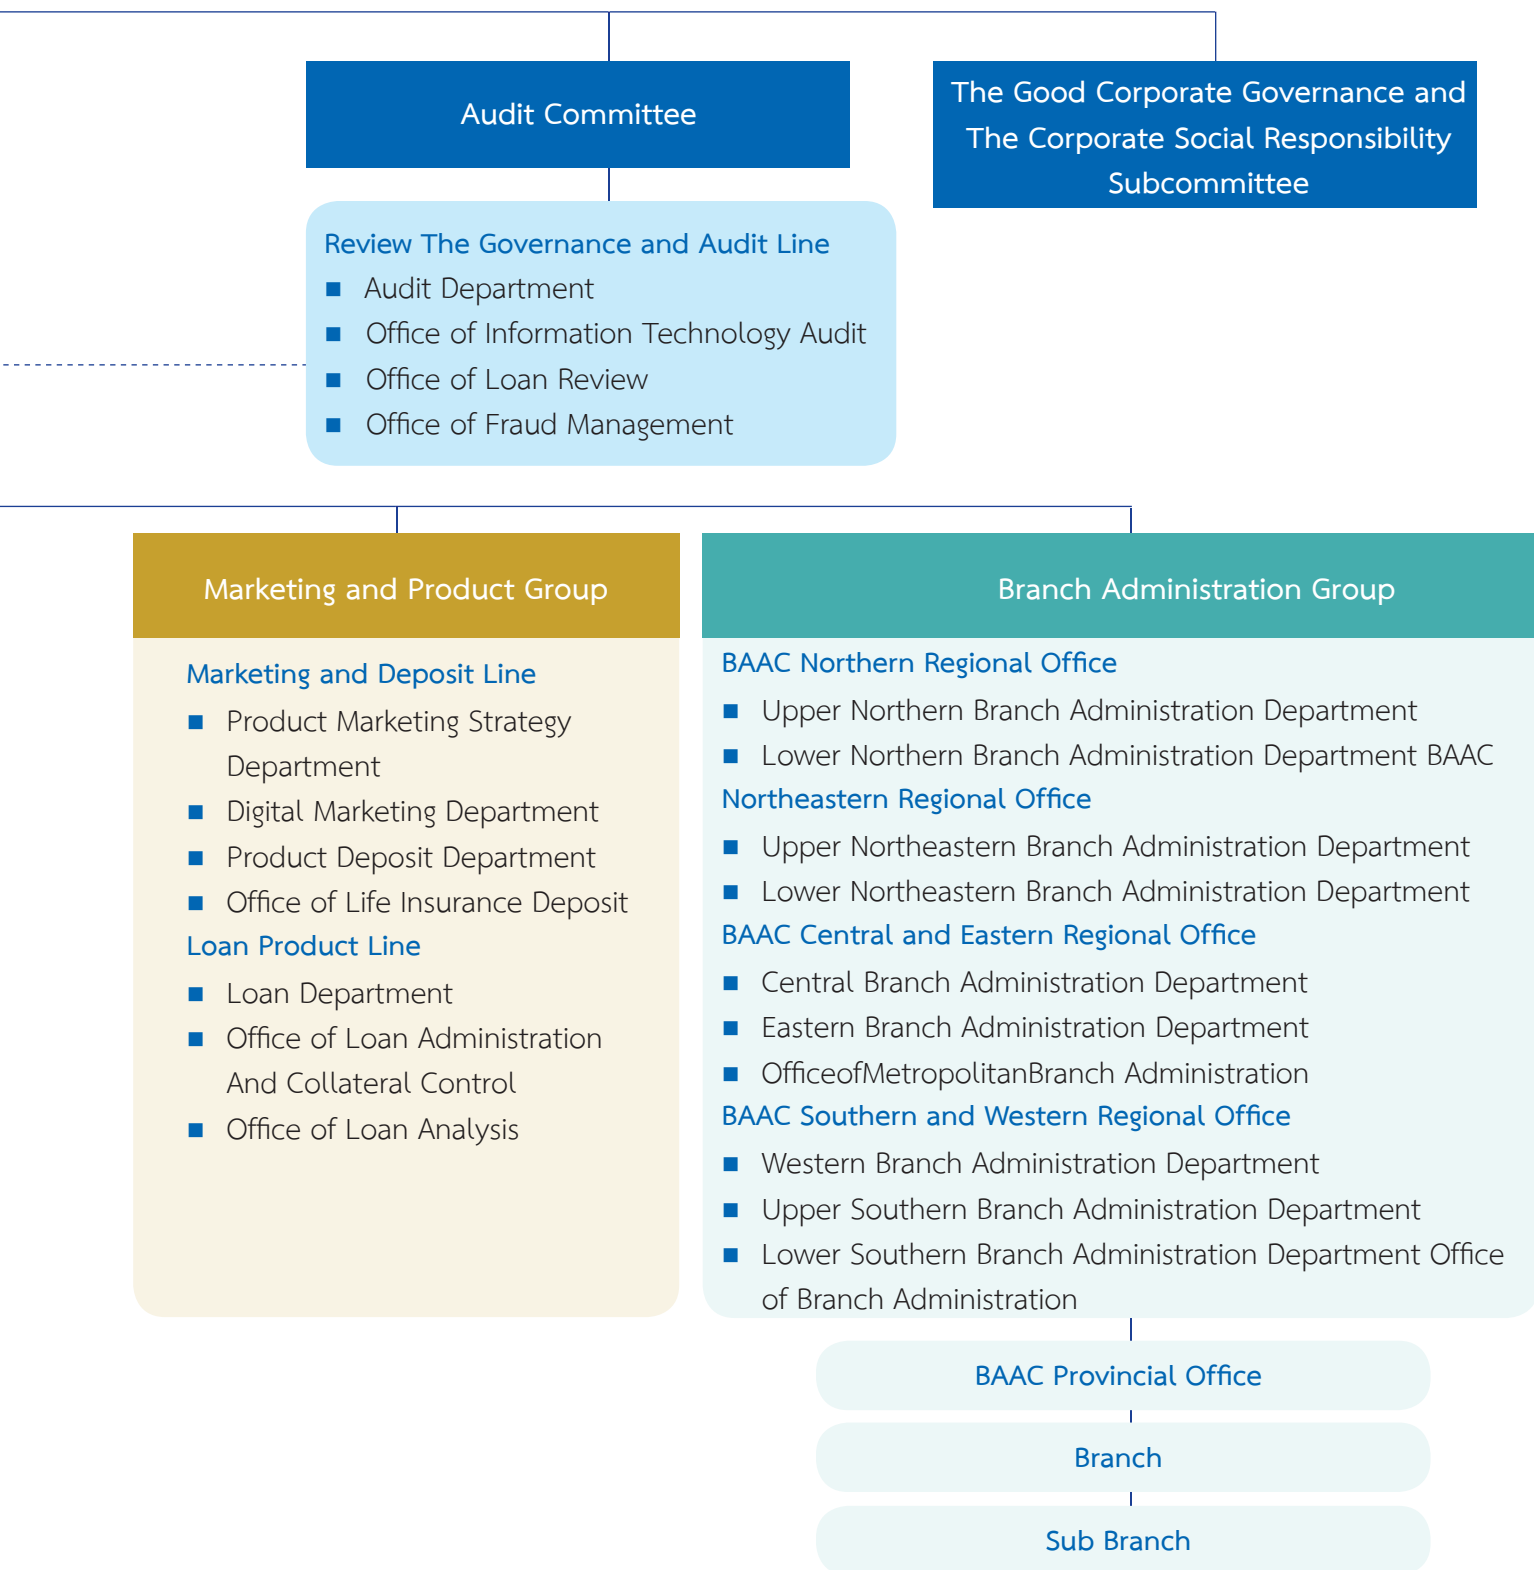 Audit Committee
The Good Corporate Governance and
The Corporate Social Responsibility
Subcommittee
Review The Governance and Audit Line
■ Audit Department
■ Office of Information Technology Audit
■ Office of Loan Review
■ Office of Fraud Management
Marketing and Product Group
Marketing and Deposit Line
■ Product Marketing Strategy
Department
■ Digital Marketing Department
■ Product Deposit Department
■ Office of Life Insurance Deposit
Loan Product Line
■ Loan Department
■ Office of Loan Administration
And Collateral Control
■ Office of Loan Analysis
Branch Administration Group
BAAC Northern Regional Office
■ Upper Northern Branch Administration Department
■ Lower Northern Branch Administration Department BAAC
Northeastern Regional Office
■ Upper Northeastern Branch Administration Department
■ Lower Northeastern Branch Administration Department
BAAC Central and Eastern Regional Office
■ Central Branch Administration Department
■ Eastern Branch Administration Department
■ OfficeofMetropolitanBranch Administration
BAAC Southern and Western Regional Office
■ Western Branch Administration Department
■ Upper Southern Branch Administration Department
■ Lower Southern Branch Administration Department Office
of Branch Administration
BAAC Provincial Office
Branch
Sub Branch